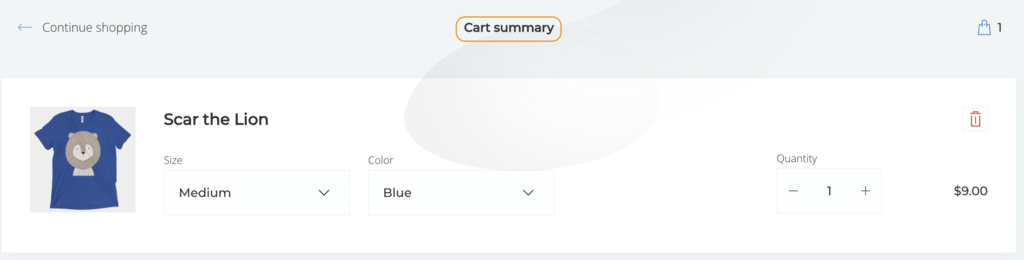 Continue shopping
Cart summary
1
Scar the Lion
Size
Color
Quantity
Medium
Blue
1
$9.00